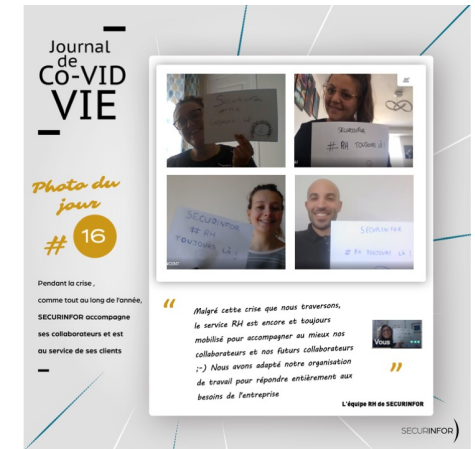 Journal
de
Co-VID
VIE
Photo du
jour
# 16
Pendant la crise ,
comme tout au long de l'année,
SECURINFOR accompagne
ses collaborateurs et est
au service de ses clients
SECURINFOR
SECURINFOR
# RH TOUJOURS LÀ !
SECURINFOR
# RH
TOUJOURS LÀ !
SECURINFOR
# RH TOUJOURS LÀ !
“
Malgré cette crise que nous traversons,
le service RH est encore et toujours
mobilisé pour accompagner au mieux nos
collaborateurs et nos futurs collaborateurs
;-) Nous avons adapté notre organisation
de travail pour répondre entièrement aux
besoins de l'entreprise
Vous
”
L'équipe RH de SECURINFOR
SECURINFOR